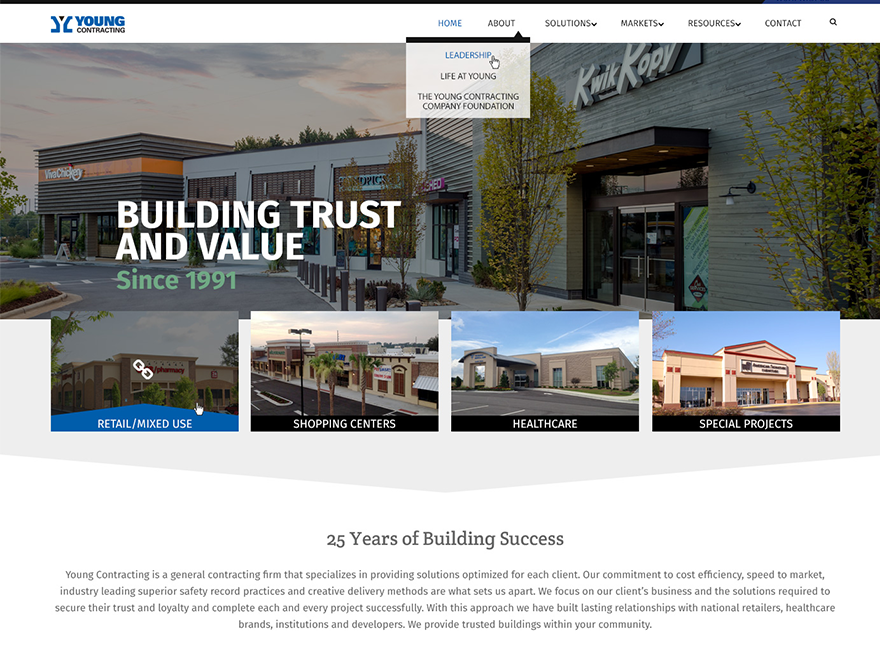 YOUNG
CONTRACTING
HOME
ABOUT
SOLUTIONS
MARKETS
RESOURCES
CONTACT
LEADERSHIP
LIFE AT YOUNG
THE YOUNG CONTRACTING
COMPANY FOUNDATION
KwikKopy
VivaChicken
BUILDING TRUST
AND VALUE
Since 1991
pharmacy
RETAIL/MIXED USE
SHOPPING CENTERS
HEALTHCARE
SPECIAL PROJECTS
25 Years of Building Success
Young Contracting is a general contracting firm that specializes in providing solutions optimized for each client. Our commitment to cost efficiency, speed to market,
industry leading superior safety record practices and creative delivery methods are what sets us apart. We focus on our client's business and the solutions required to
secure their trust and loyalty and complete each and every project successfully. With this approach we have built lasting relationships with national retailers, healthcare
brands, institutions and developers. We provide trusted buildings within your community.